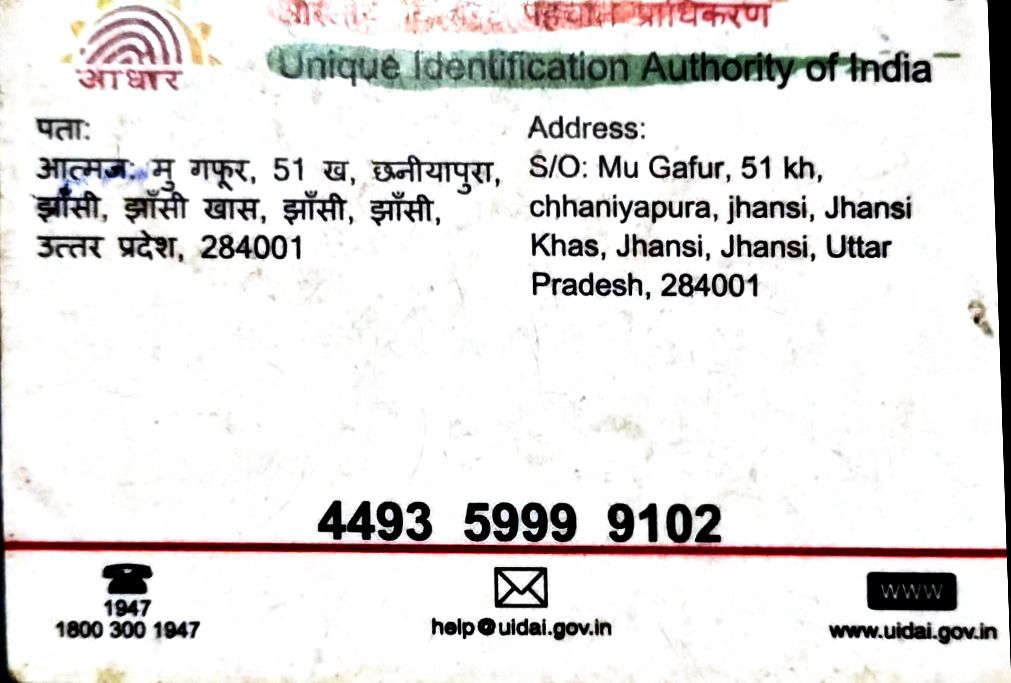 पहचान प्राधिकरण
आधार
Unique Identification Authority of India
पता:
आत्मज: मु गफूर, 51 ख, छनीयापुरा,
झाँसी, झाँसी खास, झाँसी, झाँसी,
उत्तर प्रदेश, 284001
Address:
S/O: Mu Gafur, 51 kh,
chhaniyapura, jhansi, Jhansi
Khas, Jhansi, Jhansi, Uttar
Pradesh, 284001
4493 5999 9102
1947
1800 300 1947
help@uidai.gov.in
www
www.uidai.gov.in